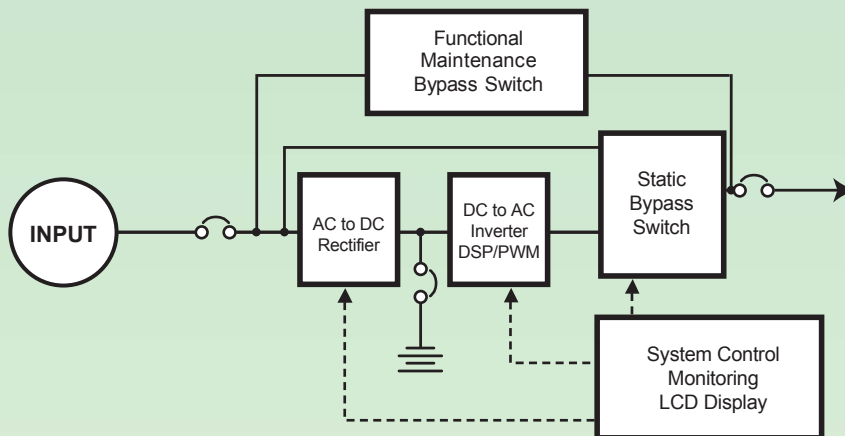 Functional
Maintenance
Bypass Switch
INPUT
AC to DC
Rectifier
DC to AC
Inverter
DSP/PWM
Static
Bypass
Switch
System Control
Monitoring
LCD Display